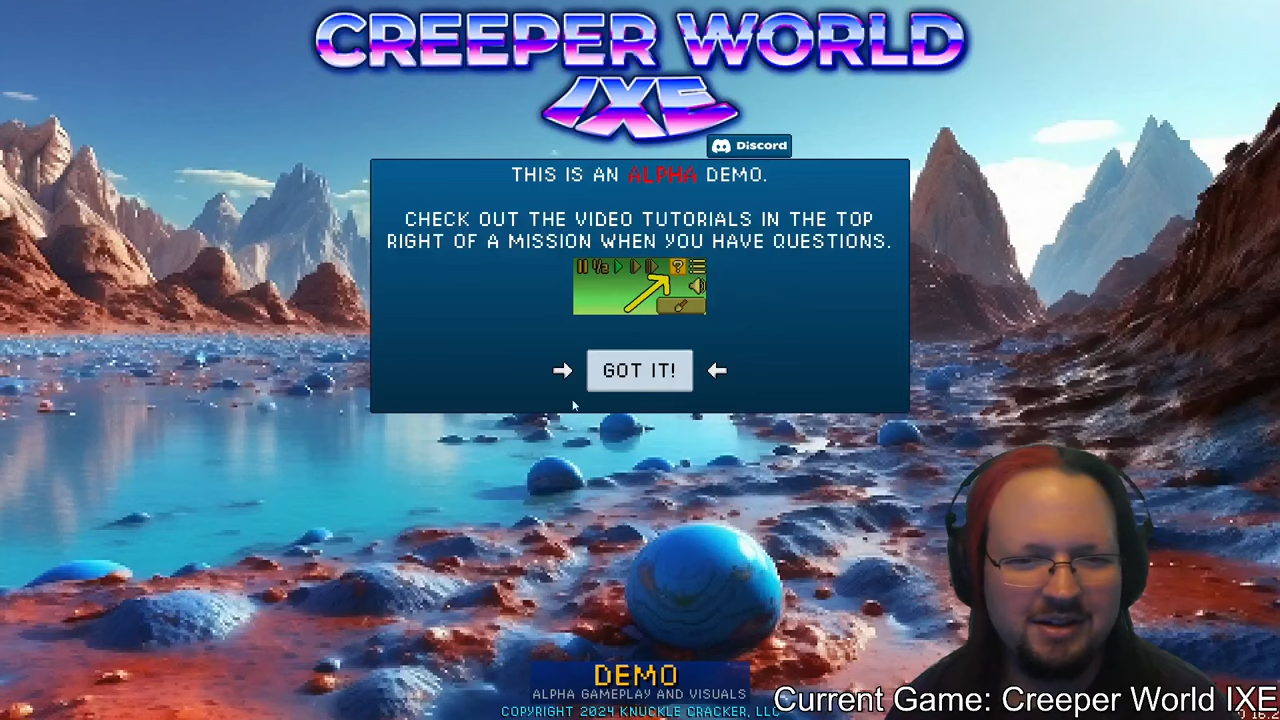 CREEPER WORLD
IXE
Discord
THIS IS AN ALPHA DEMO.
CHECK OUT THE VIDEO TUTORIALS IN THE TOP
RIGHT OF A MISSION WHEN YOU HAVE QUESTIONS.
1/2 ?
GOT IT!
DEMO
ALPHA GAMEPLAY AND VISUALS
COPYRIGHT 2024 KNUCKLE CRACKER, LLC
Current Game: Creeper World IXE